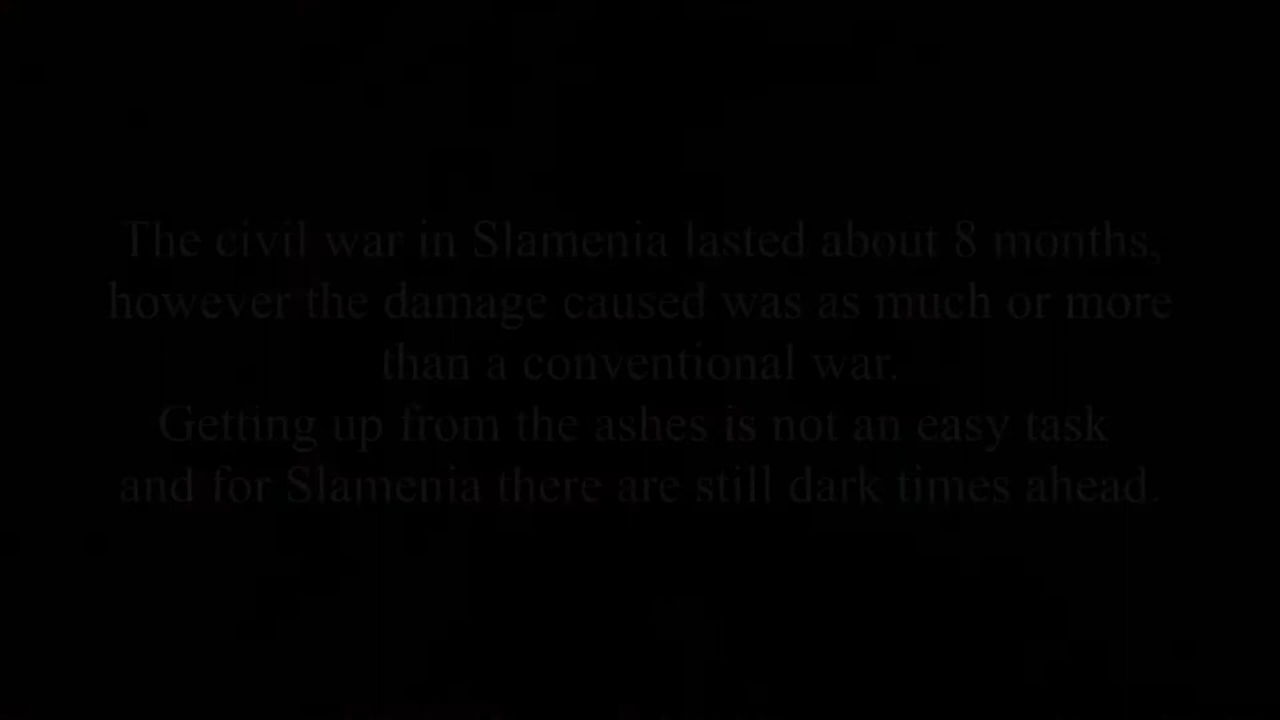 The civil war in Slamenia lasted about 8 months,
however the damage caused was as much or more
than a conventional war.
Getting up from the ashes is not an easy task
and for Slamenia there are still dark times ahead.